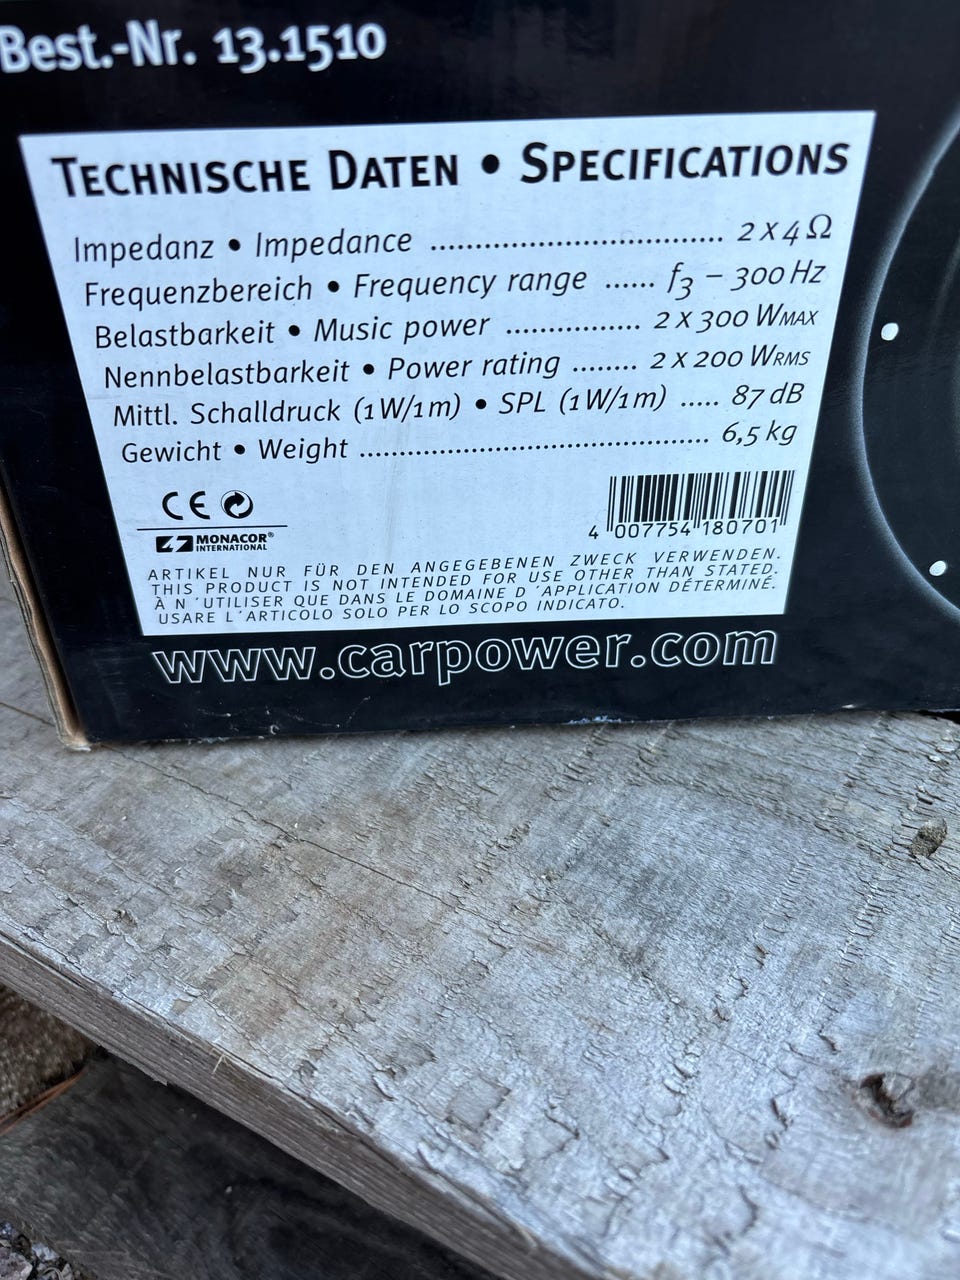 Best.-Nr. 13.1510
TECHNISCHE DATEN • SPECIFICATIONS
Impedanz • Impedance .................................. 2 x 4 Ω
Frequenzbereich • Frequency range ...... f3 – 300 Hz
Belastbarkeit • Music power ................ 2 x 300 WMAX
Nennbelastbarkeit • Power rating ........ 2 x 200 WRMS
Mittl. Schalldruck (1W/1m) • SPL (1W/1m) ..... 87 dB
Gewicht • Weight ............................................ 6,5 kg
CE
MONACOR®
INTERNATIONAL
4 007754 180701
ARTIKEL NUR FÜR DEN ANGEGEBENEN ZWECK VERWENDEN.
THIS PRODUCT IS NOT INTENDED FOR USE OTHER THAN STATED.
À N'UTILISER QUE DANS LE DOMAINE D'APPLICATION DÉTERMINÉ.
USARE L'ARTICOLO SOLO PER LO SCOPO INDICATO.
www.carpower.com